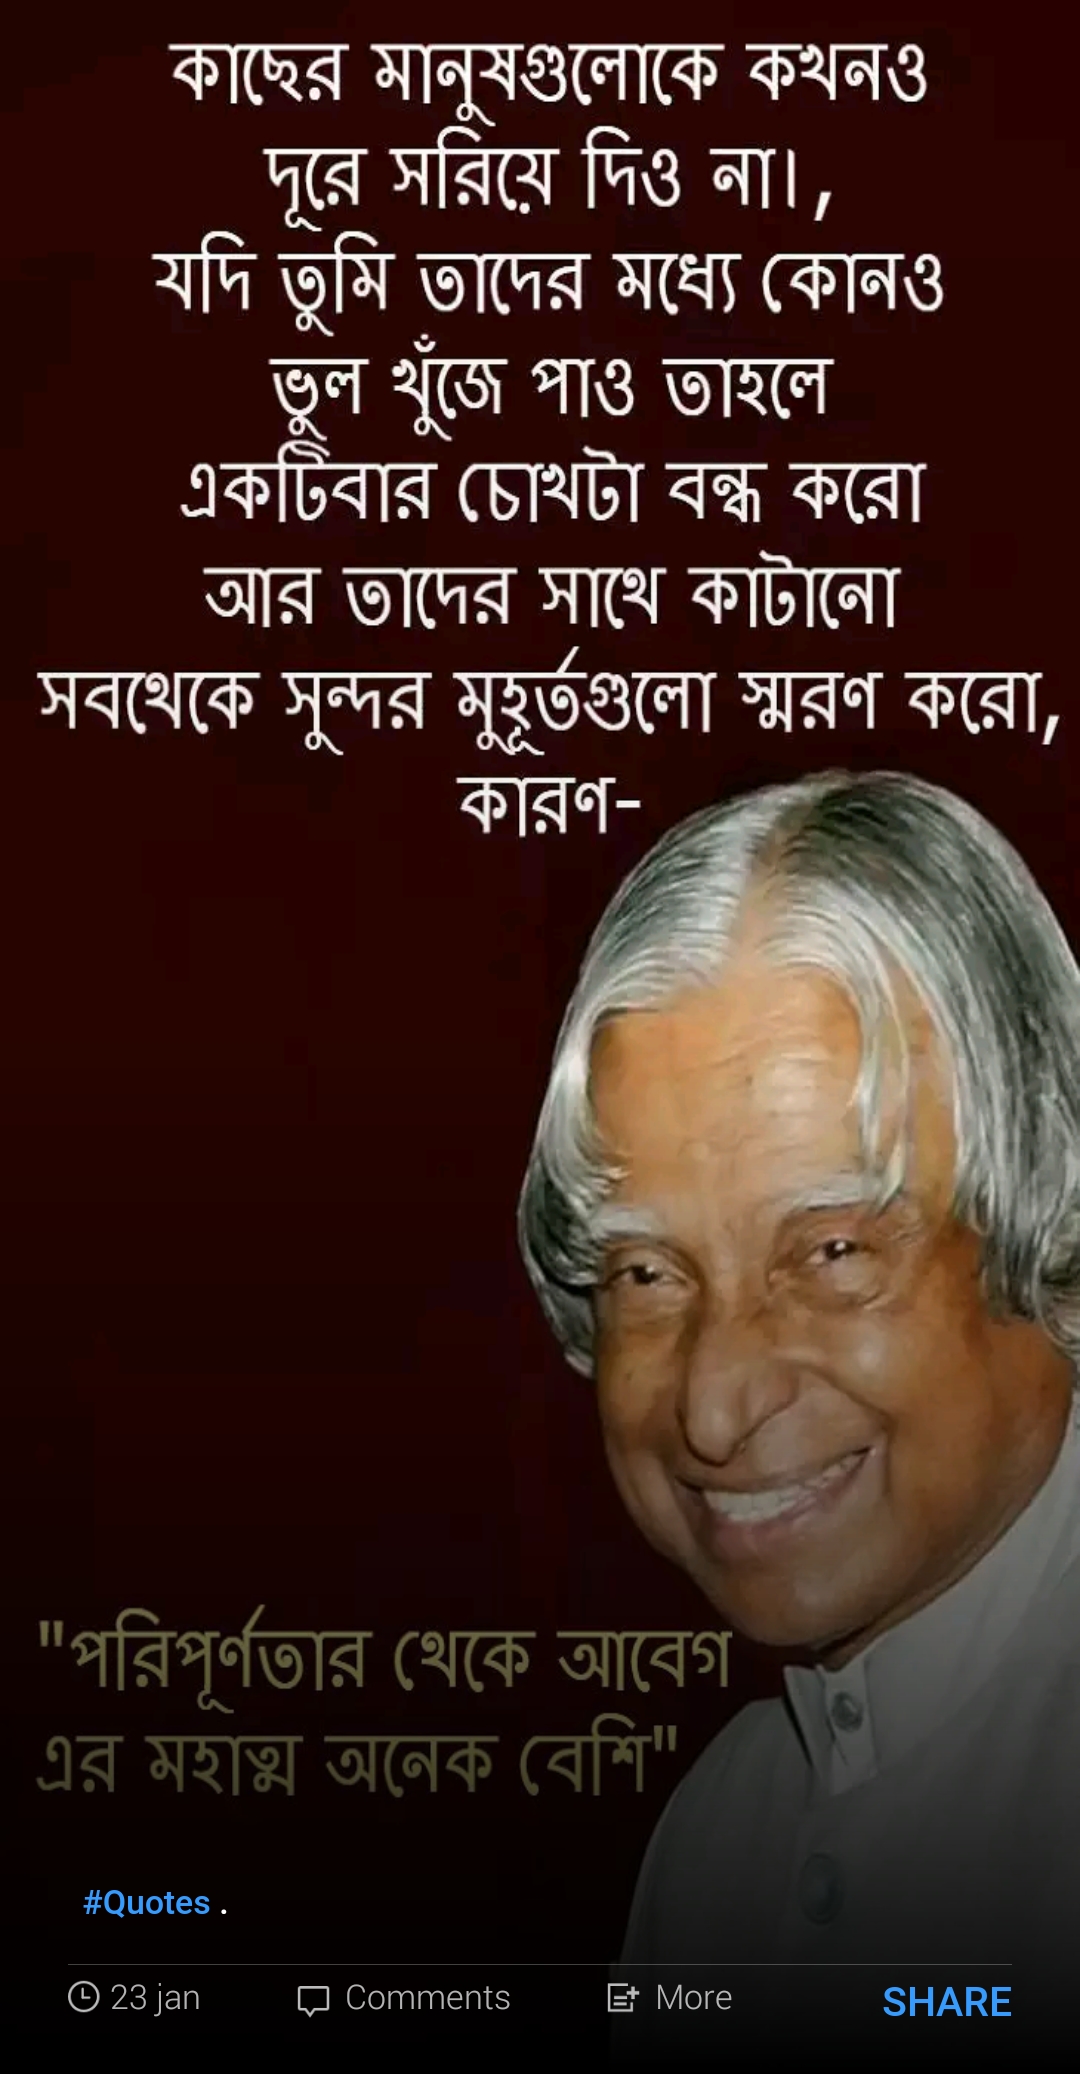 কাছের মানুষগুলোকে কখনও
দূরে সরিয়ে দিও না।,
যদি তুমি তাদের মধ্যে কোনও
ভুল খুঁজে পাও তাহলে
একটিবার চোখটা বন্ধ করো
আর তাদের সাথে কাটানো
সবথেকে সুন্দর মুহূর্তগুলো স্মরণ করো,
কারণ-
"পরিপূর্ণতার থেকে আবেগ
এর মহাত্ম অনেক বেশি"
#Quotes .
23 jan Comments More SHARE